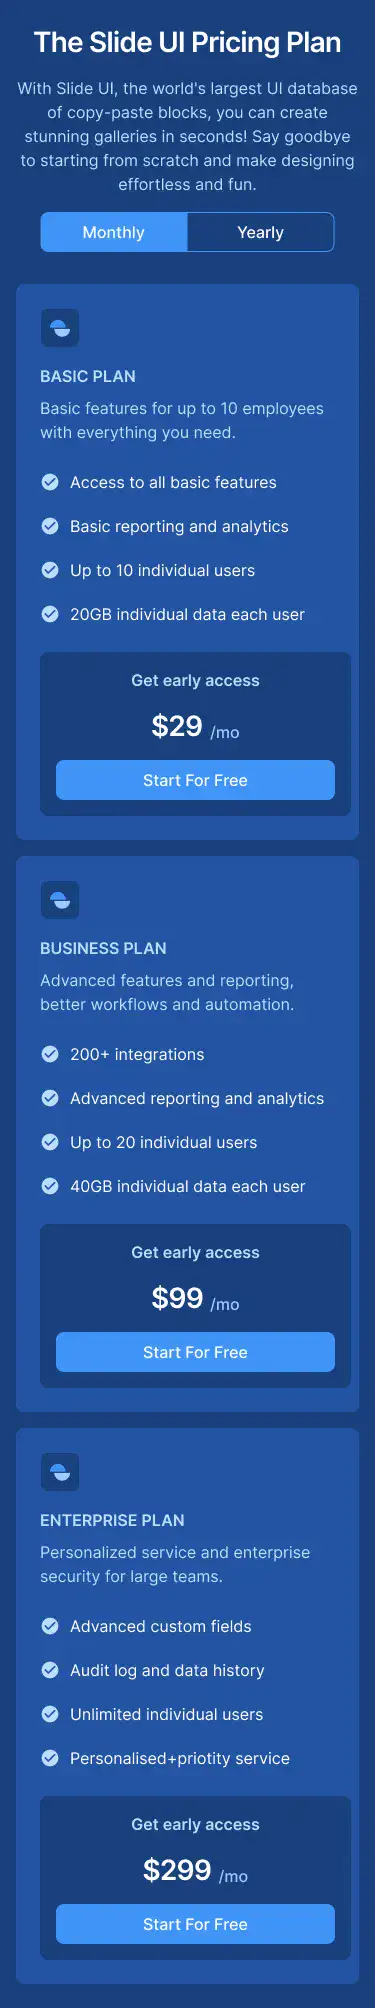 The Slide UI Pricing Plan
With Slide UI, the world's largest UI database
of copy-paste blocks, you can create
stunning galleries in seconds! Say goodbye
to starting from scratch and make designing
effortless and fun.
Monthly
Yearly
BASIC PLAN
Basic features for up to 10 employees
with everything you need.
Access to all basic features
Basic reporting and analytics
Up to 10 individual users
20GB individual data each user
Get early access
$29 /mo
Start For Free
BUSINESS PLAN
Advanced features and reporting,
better workflows and automation.
200+ integrations
Advanced reporting and analytics
Up to 20 individual users
40GB individual data each user
Get early access
$99 /mo
Start For Free
ENTERPRISE PLAN
Personalized service and enterprise
security for large teams.
Advanced custom fields
Audit log and data history
Unlimited individual users
Personalised+priotity service
Get early access
$299 /mo
Start For Free